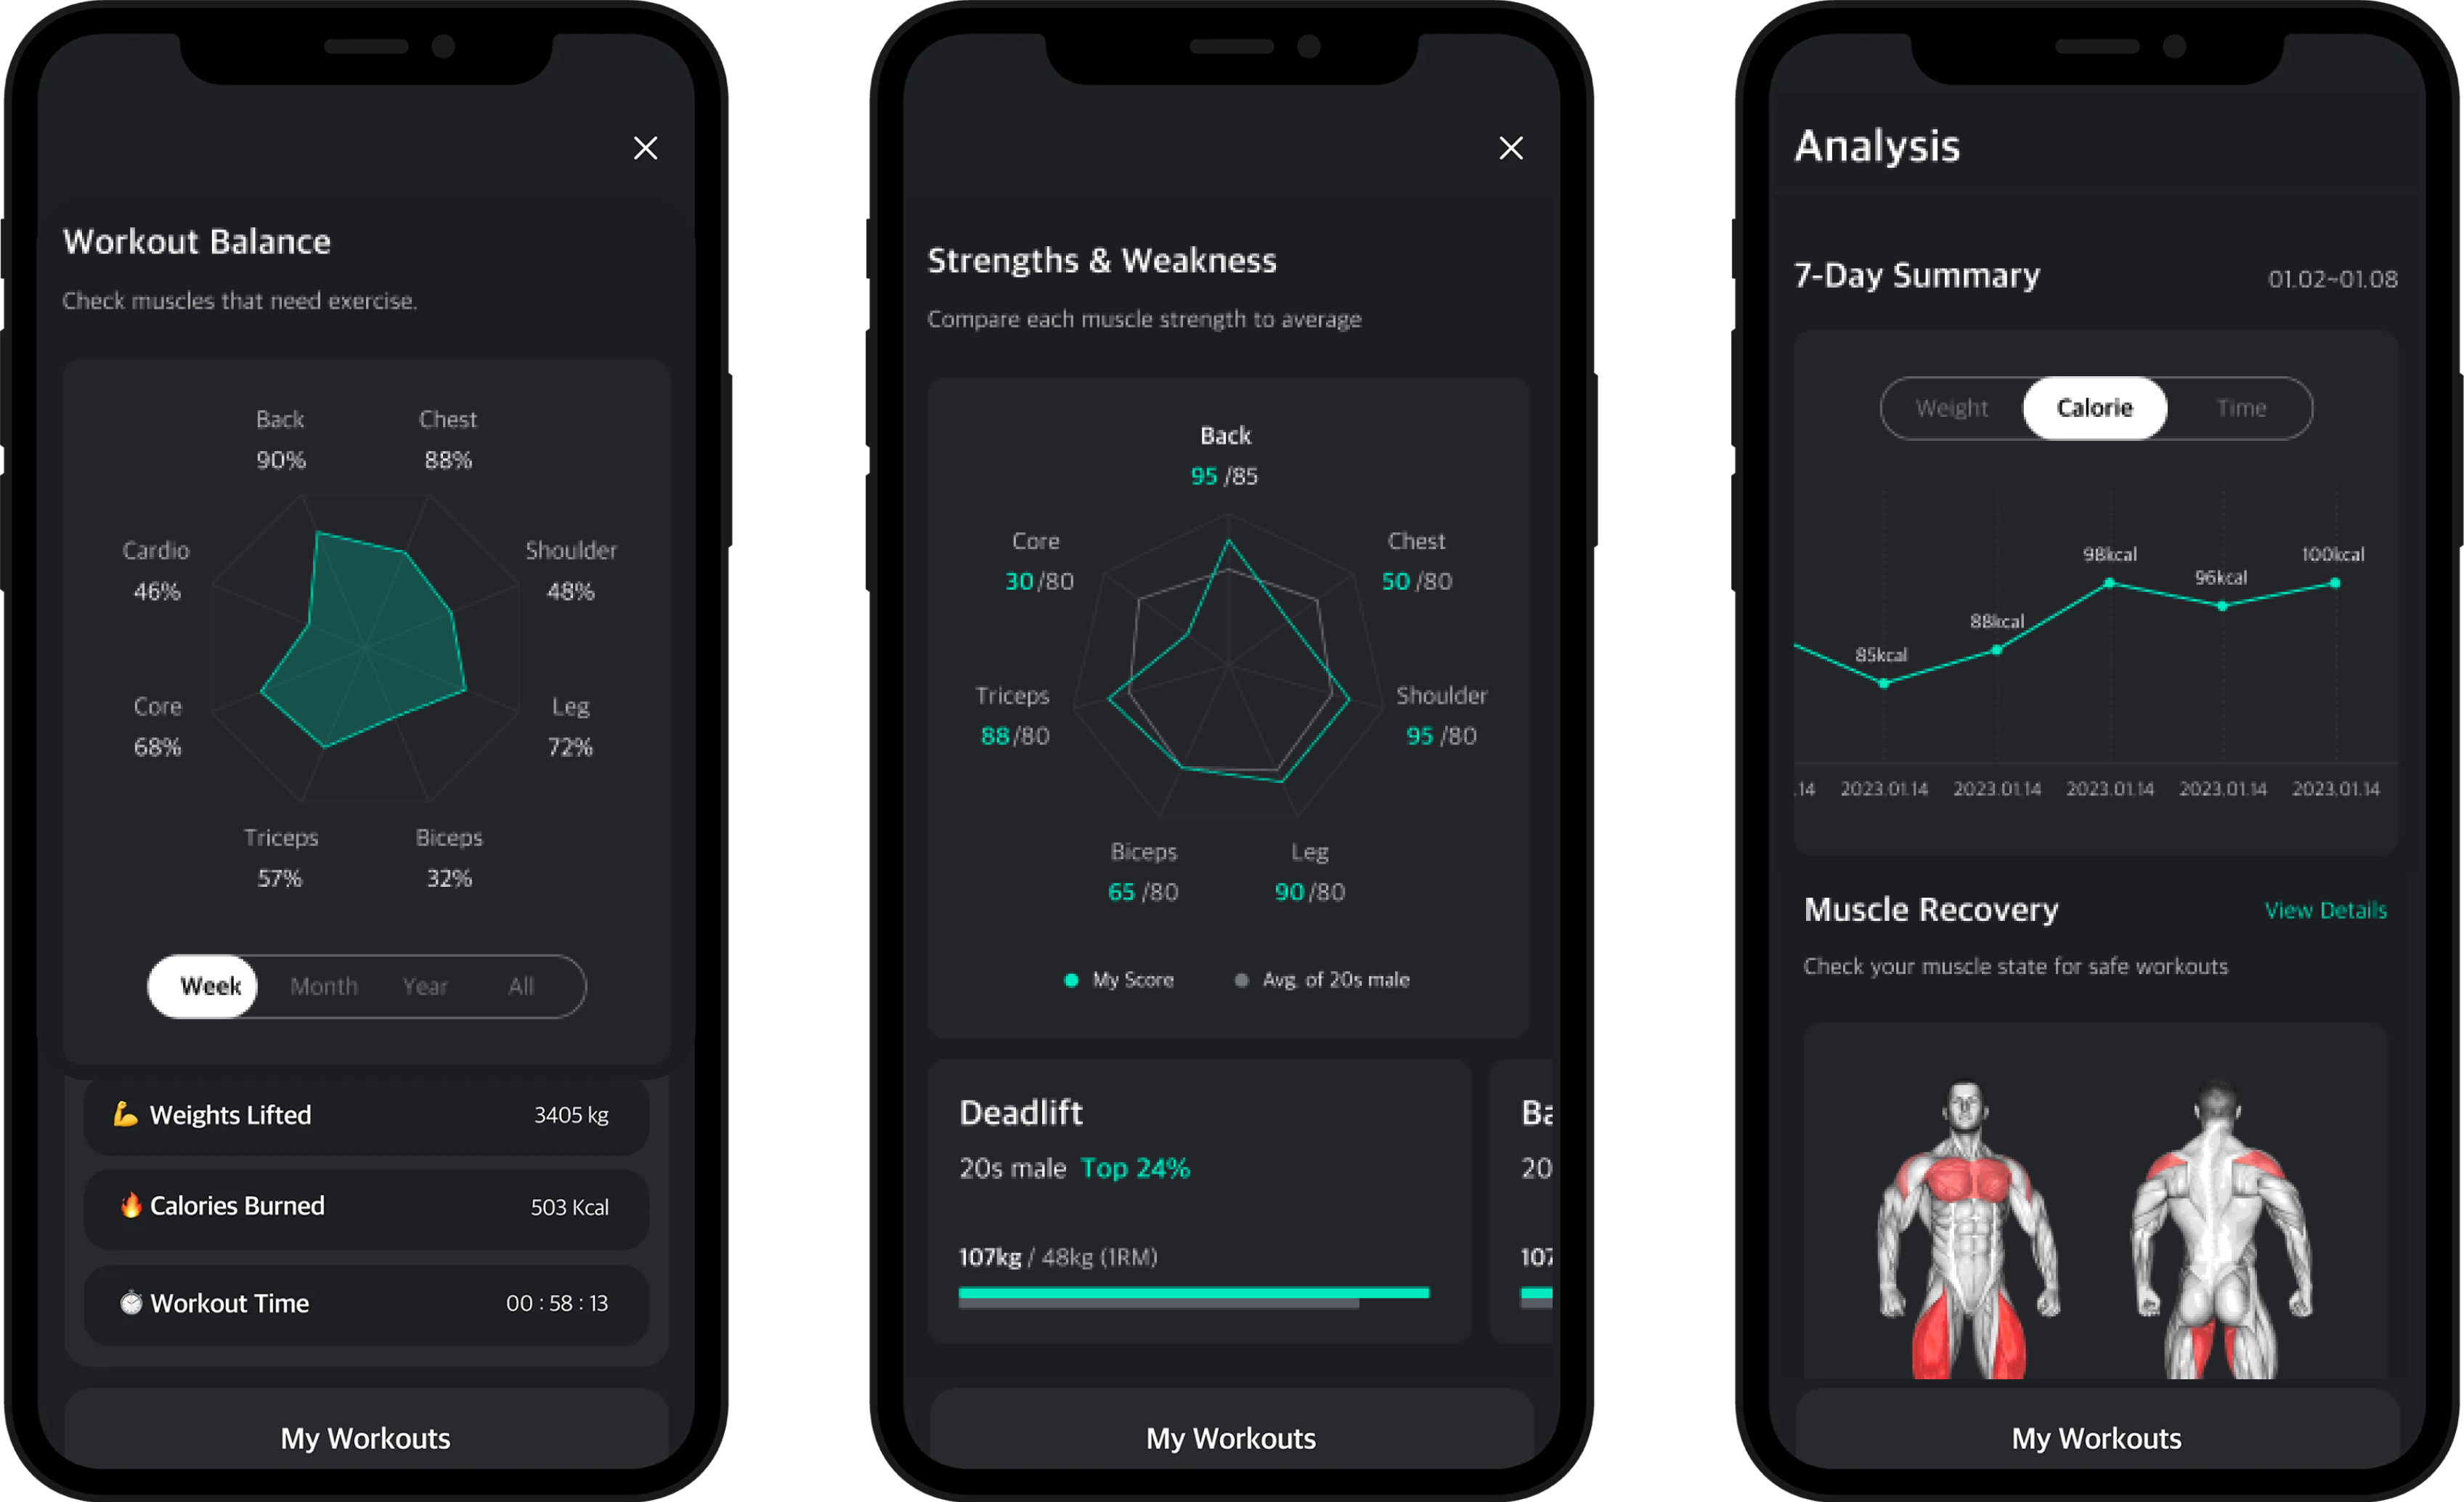 Workout Balance
Check muscles that need exercise.
Back
90%
Chest
88%
Cardio
46%
Shoulder
48%
Core
68%
Leg
72%
Triceps
57%
Biceps
32%
Week Month Year All
Weights Lifted 3405 kg
Calories Burned 503 Kcal
Workout Time 00 : 58 : 13
My Workouts
Strengths & Weakness
Compare each muscle strength to average
Back
95 /85
Core
30 /80
Chest
50 /80
Triceps
88 /80
Shoulder
95 /80
Biceps
65 /80
Leg
90 /80
My Score Avg. of 20s male
Deadlift
20s male Top 24%
107kg / 48kg (1RM)
Ba
20
107
My Workouts
Analysis
7-Day Summary 01.02~01.08
Weight Calorie Time
85kcal
88kcal
98kcal
96kcal
100kcal
.14 2023.01.14 2023.01.14 2023.01.14 2023.01.14 2023.01.14
Muscle Recovery View Details
Check your muscle state for safe workouts
My Workouts